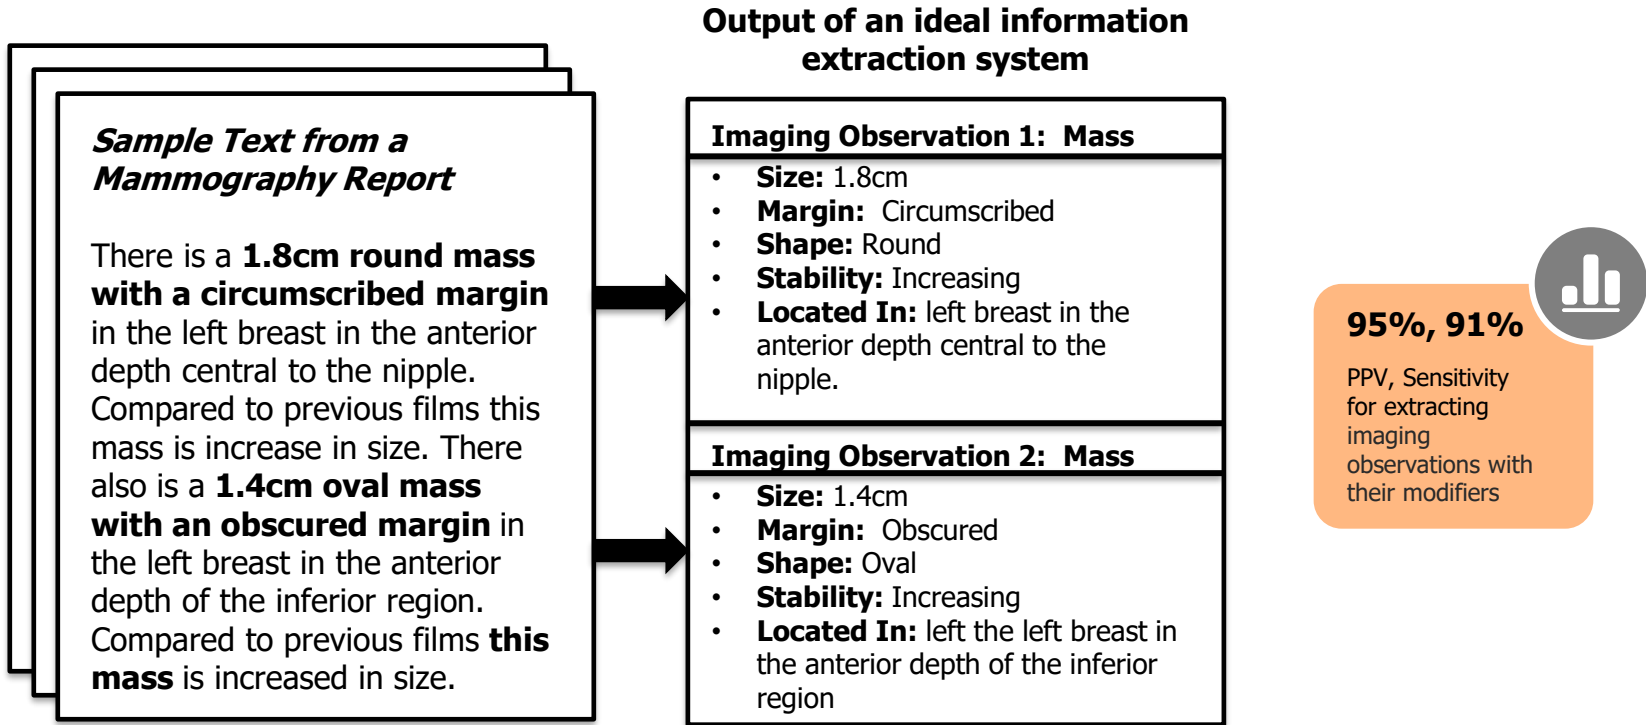 Output of an ideal information
extraction system
Sample Text from a
Mammography Report
There is a 1.8cm round mass
with a circumscribed margin
in the left breast in the anterior
depth central to the nipple.
Compared to previous films this
mass is increase in size. There
also is a 1.4cm oval mass
with an obscured margin in
the left breast in the anterior
depth of the inferior region.
Compared to previous films this
mass is increased in size.
Imaging Observation 1: Mass
• Size: 1.8cm
• Margin: Circumscribed
• Shape: Round
• Stability: Increasing
• Located In: left breast in the
anterior depth central to the
nipple.
Imaging Observation 2: Mass
• Size: 1.4cm
• Margin: Obscured
• Shape: Oval
• Stability: Increasing
• Located In: left the left breast in
the anterior depth of the inferior
region
95%, 91%
PPV, Sensitivity
for extracting
imaging
observations with
their modifiers